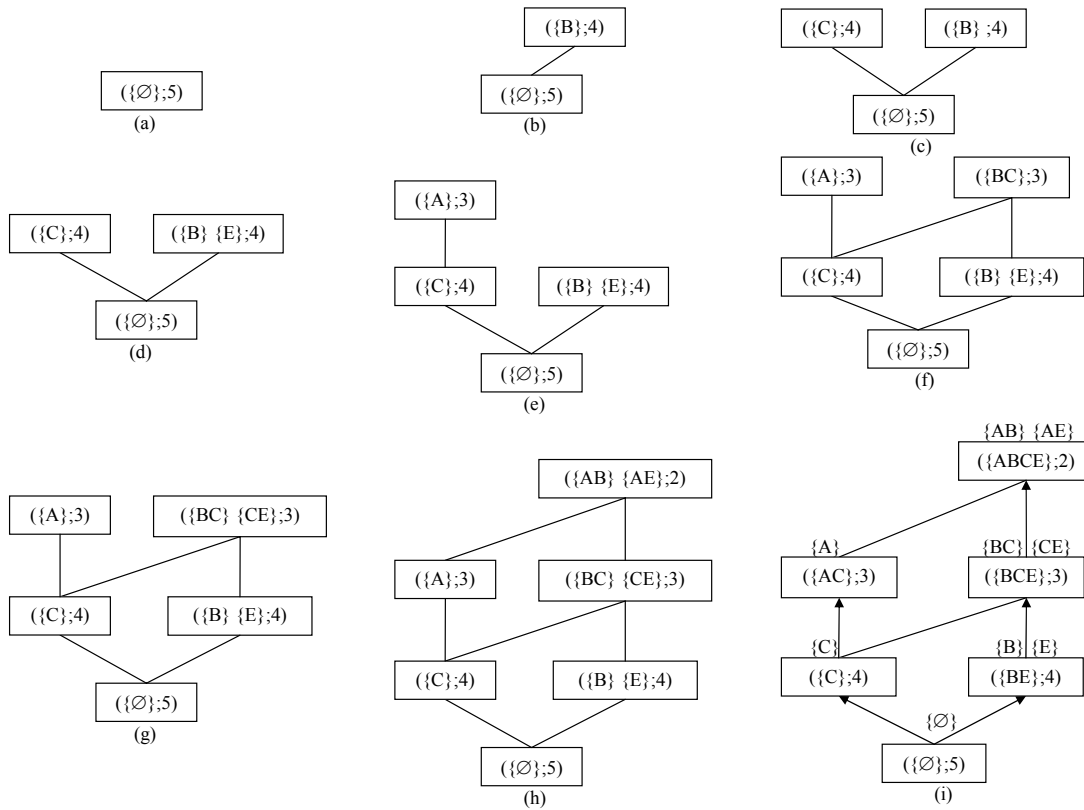 ({∅};5)
(a)
({B};4)
({∅};5)
(b)
({C};4)
({B} ;4)
({∅};5)
(c)
({C};4)
({B} {E};4)
({∅};5)
(d)
({A};3)
({C};4)
({B} {E};4)
({∅};5)
(e)
({A};3)
({BC};3)
({C};4)
({B} {E};4)
({∅};5)
(f)
({A};3)
({BC} {CE};3)
({C};4)
({B} {E};4)
({∅};5)
(g)
({AB} {AE};2)
({A};3)
({BC} {CE};3)
({C};4)
({B} {E};4)
({∅};5)
(h)
{AB} {AE}
({ABCE};2)
{A}
{BC} {CE}
({AC};3)
({BCE};3)
{C}
{B} {E}
({C};4)
({BE};4)
{∅}
({∅};5)
(i)